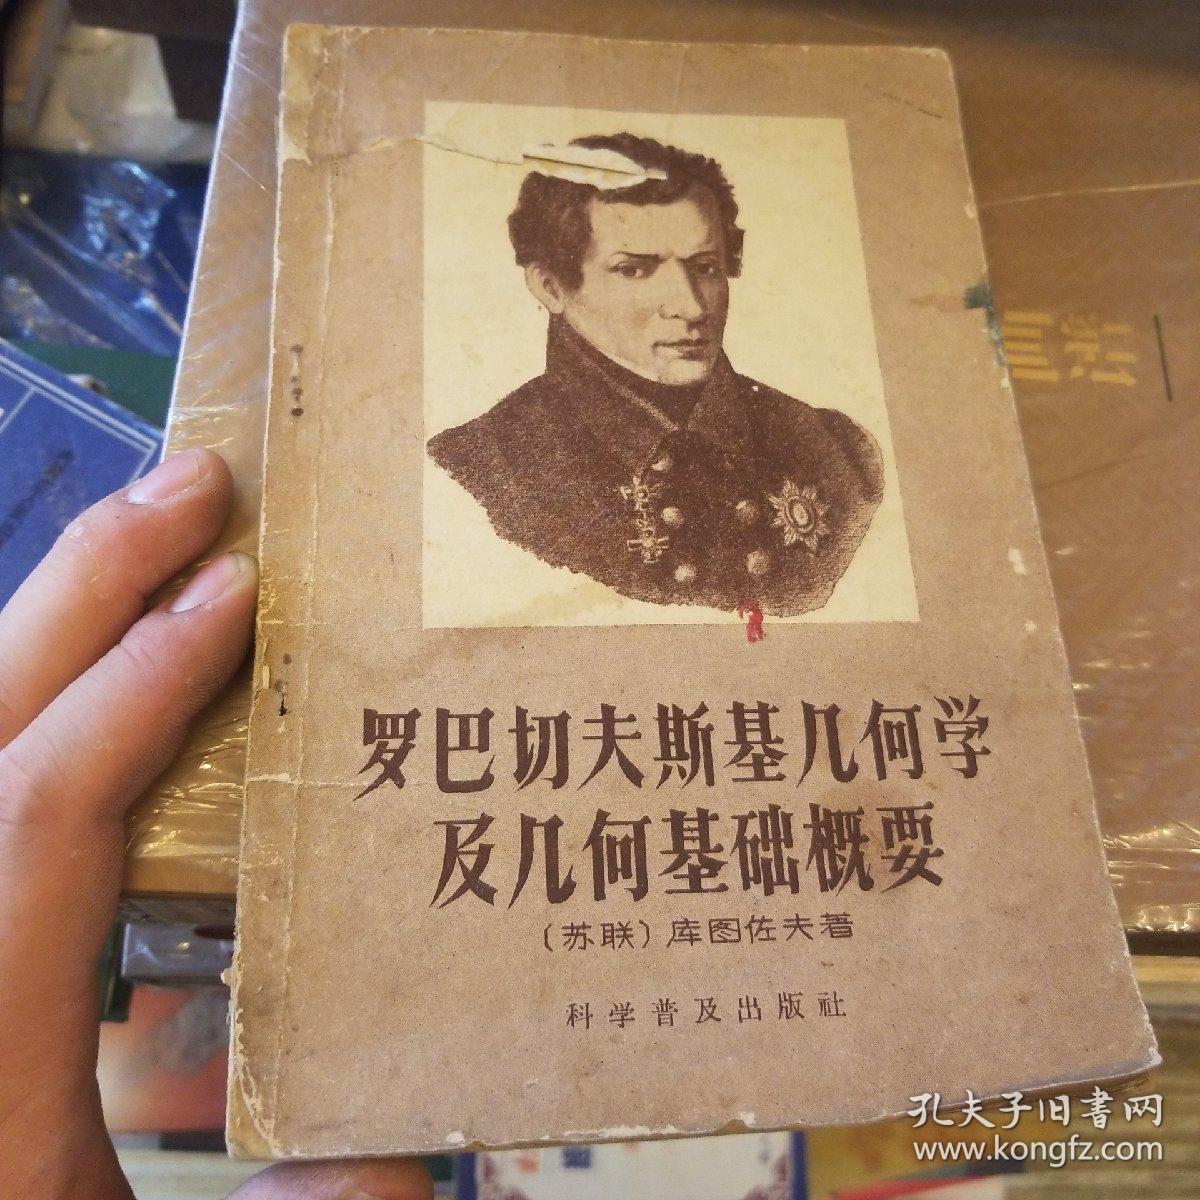 罗巴切夫斯基几何学
及几何基础概要
（苏联）库图佐夫著
科学普及出版社
孔夫子旧書网
www.kongfz.com